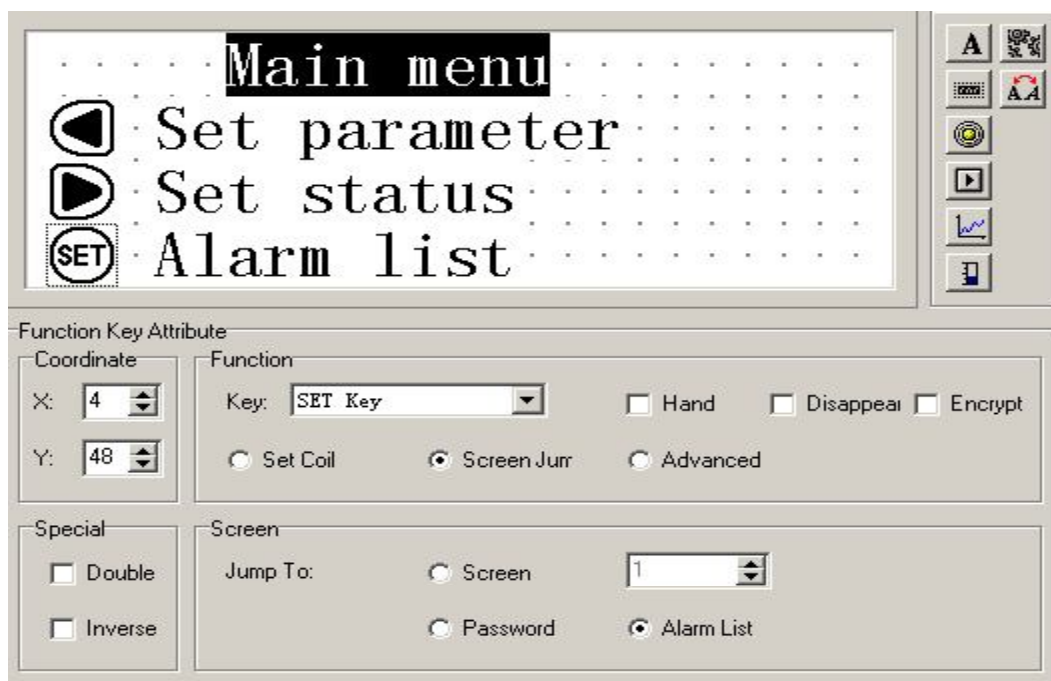 Main menu
Set parameter
Set status
SET Alarm list
A
A A
Function Key Attribute
Coordinate
Function
X: 4
Key: SET Key
Hand
Disappear
Encrypt
Y: 48
Set Coil
Screen Jum
Advanced
Special
Screen
Double
Jump To:
Screen
1
Inverse
Password
Alarm List